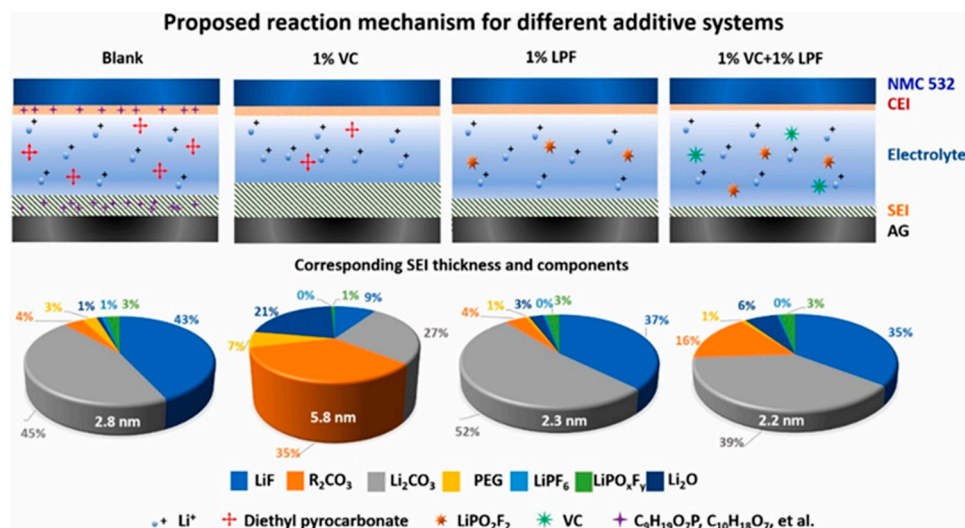 Proposed reaction mechanism for different additive systems
Blank 1% VC 1% LPF 1% VC+1% LPF
NMC 532
CEI
Electrolyte
SEI
AG
Corresponding SEI thickness and components
4% 3% 1% 1% 3% 43% 45% 2.8 nm
7% 21% 0% 1% 9% 27% 35% 5.8 nm
4% 1% 3% 0% 3% 37% 52% 2.3 nm
16% 1% 6% 0% 3% 35% 39% 2.2 nm
LiF R₂CO₃ Li₂CO₃ PEG LiPF₆ LiPOₓFᵧ Li₂O
Li⁺ Diethyl pyrocarbonate LiPO₂F₂ VC C₉H₁₉O₂P, C₁₀H₁₈O₇, et al.